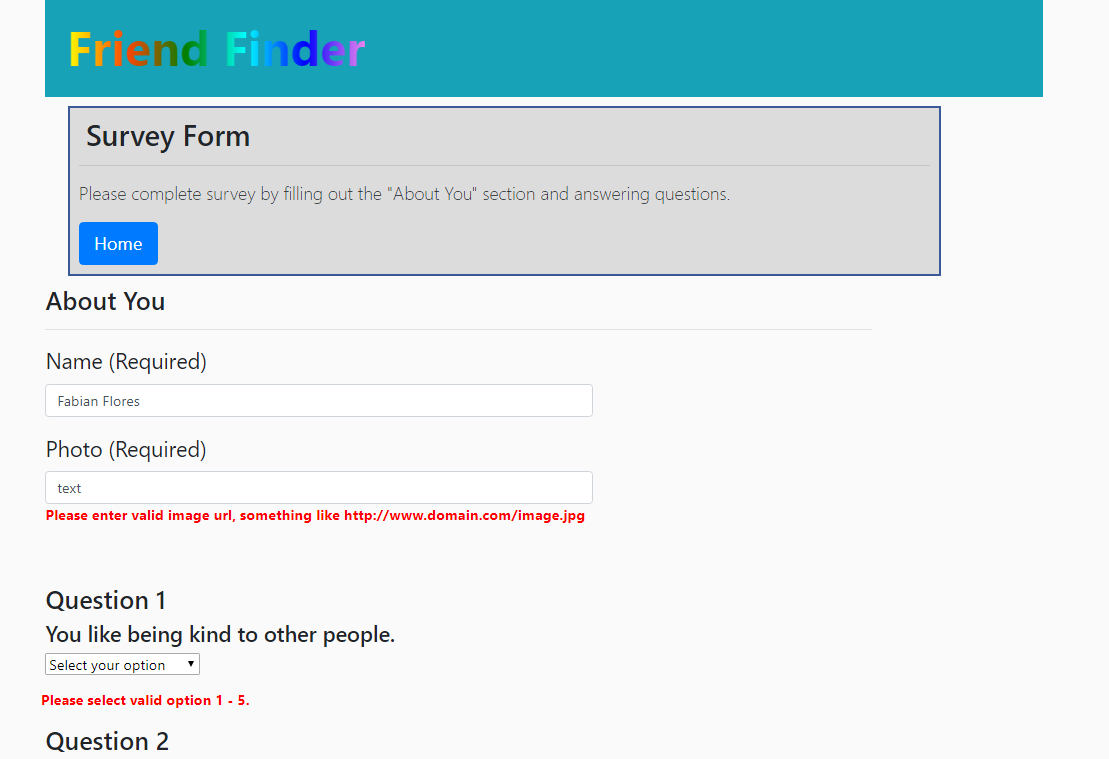 Friend Finder
Survey Form
Please complete survey by filling out the "About You" section and answering questions.
Home
About You
Name (Required)
Fabian Flores
Photo (Required)
text
Please enter valid image url, something like http://www.domain.com/image.jpg
Question 1
You like being kind to other people.
Select your option
Please select valid option 1 - 5.
Question 2